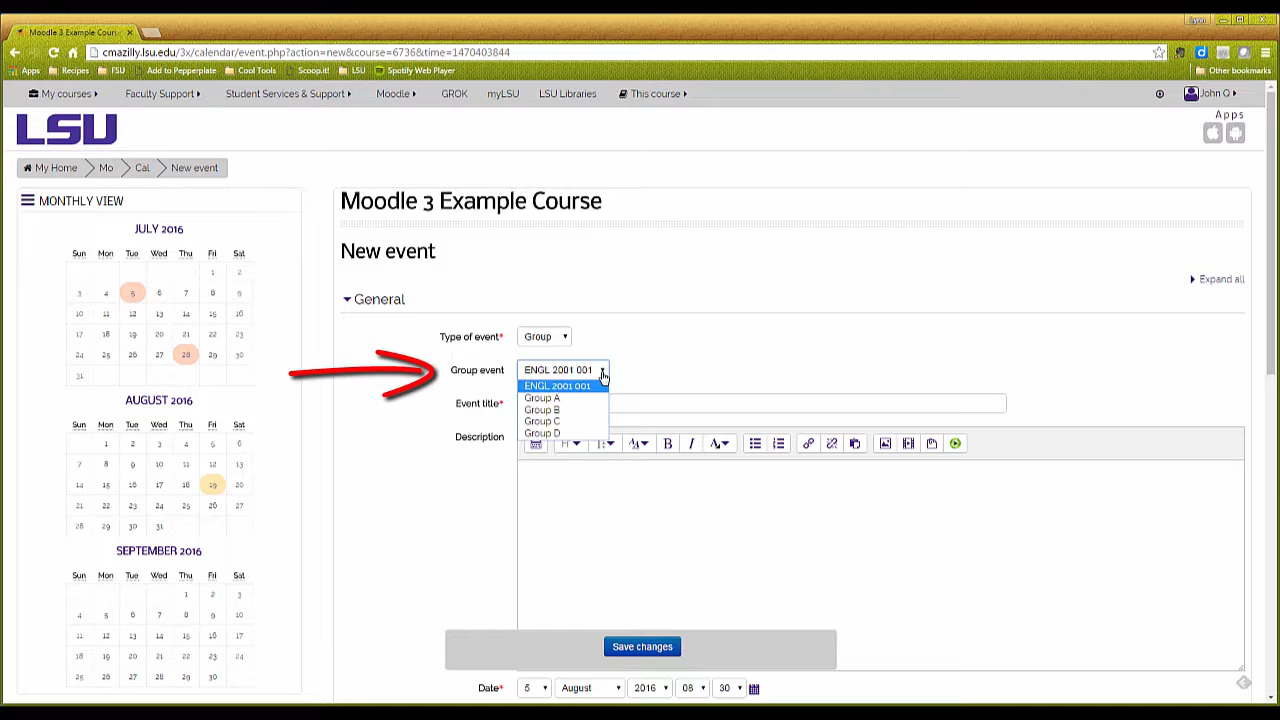 Moodle 3 Example Cours
Lynn
cmazilly.lsu.edu/3x/calendar/event.php?action=new&course=6736&time=1470403844
Apps Recipes FSU Add to Pepperplate Cool Tools Scoop.it! LSU Spotify Web Player Other bookmarks
My courses Faculty Support Student Services & Support Moodle GROK myLSU LSU Libraries This course John Q
LSU
Apps
My Home Mo Cal New event
MONTHLY VIEW
JULY 2016
Sun Mon Tue Wed Thu Fri Sat
1 2
3 4 5 6 7 8 9
10 11 12 13 14 15 16
17 18 19 20 21 22 23
24 25 26 27 28 29 30
31
AUGUST 2016
Sun Mon Tue Wed Thu Fri Sat
1 2 3 4 5 6
7 8 9 10 11 12 13
14 15 16 17 18 19 20
21 22 23 24 25 26 27
28 29 30 31
SEPTEMBER 2016
Sun Mon Tue Wed Thu Fri Sat
1 2 3
4 5 6 7 8 9 10
11 12 13 14 15 16 17
18 19 20 21 22 23 24
25 26 27 28 29 30
Moodle 3 Example Course
New event
Expand all
General
Type of event* Group
Group event ENGL 2001 001
ENGL 2001 001
Group A
Event title*
Group B
Group C
Group D
Description
B I
Save changes
Date* 5 August 2016 08 30